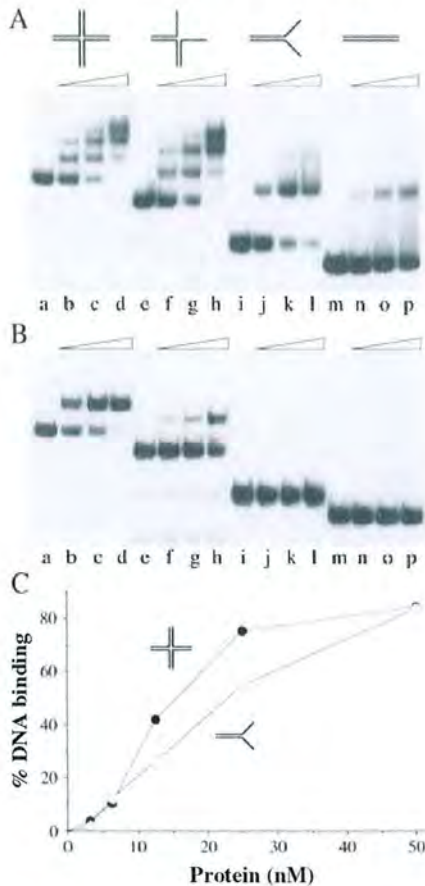 A
a b c d e f g h i j k l m n o p
B
a b c d e f g h i j k l m n o p
C
80
60
40
20
0
% DNA binding
0 10 20 30 40 50
Protein (nM)